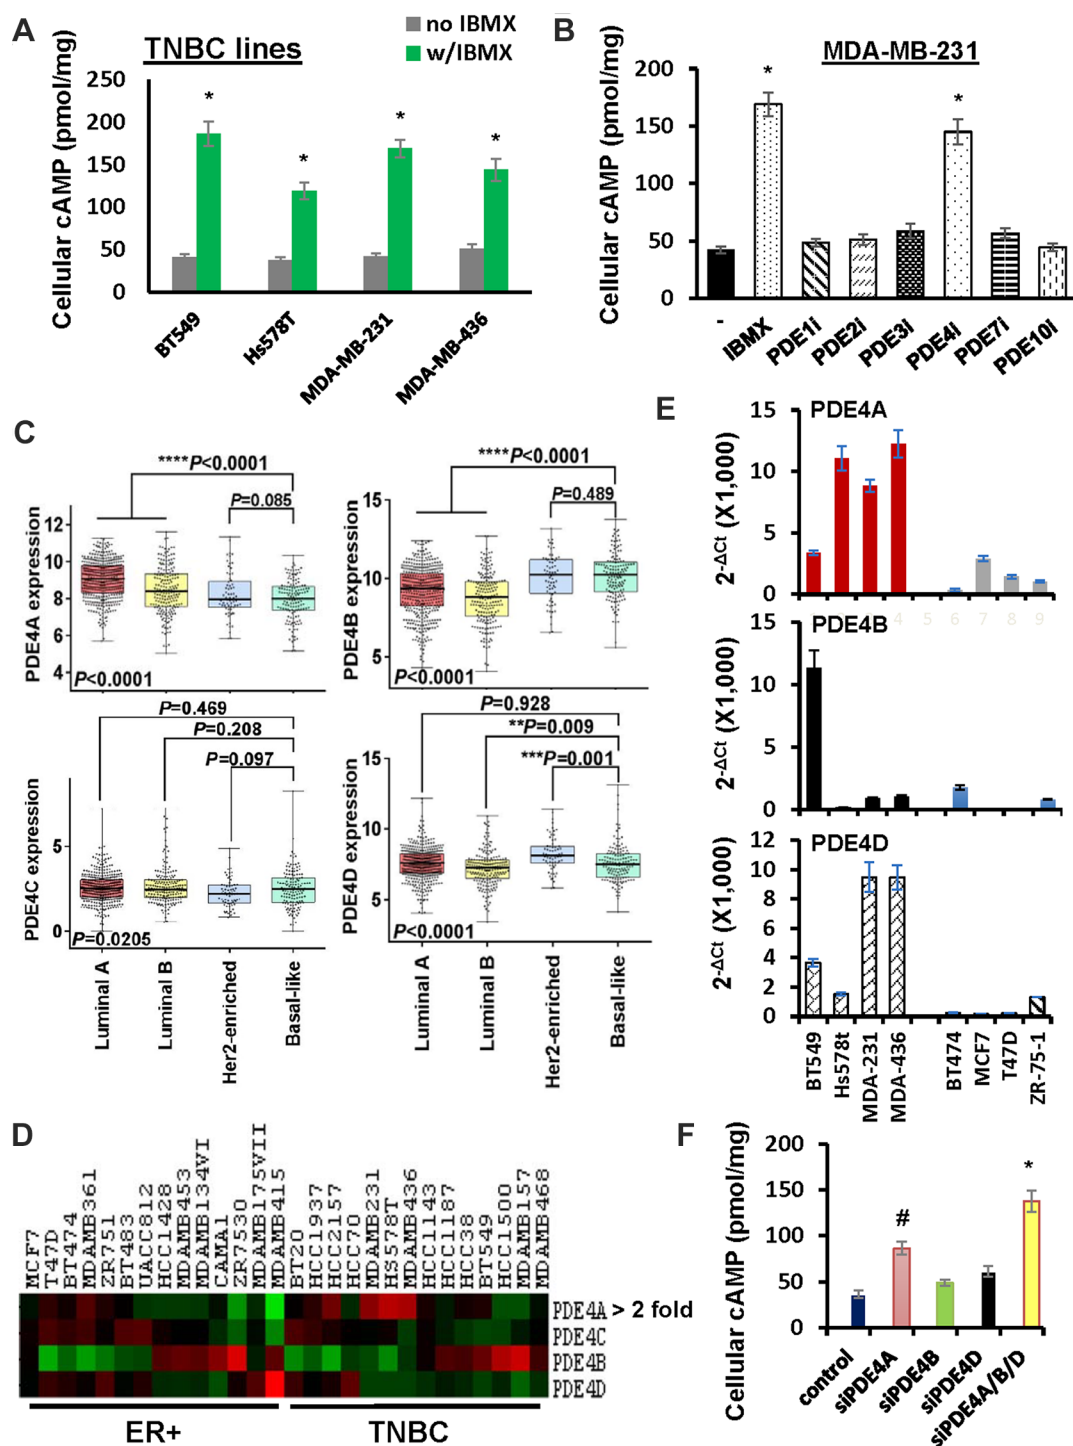 A
TNBC lines
no IBMX
w/IBMX
Cellular cAMP (pmol/mg)
250
200
150
100
50
0
*
*
*
*
BT549
Hs578T
MDA-MB-231
MDA-MB-436
B
MDA-MB-231
Cellular cAMP (pmol/mg)
200
150
100
50
0
*
*
-
IBMX
PDE1i
PDE2i
PDE3i
PDE4i
PDE7i
PDE10i
C
****P<0.0001
P=0.085
PDE4A expression
12
10
8
6
4
P<0.0001
****P<0.0001
P=0.489
PDE4B expression
15
10
5
P<0.0001
P=0.469
P=0.208
P=0.097
PDE4C expression
5
0
P=0.0205
P=0.928
**P=0.009
***P=0.001
PDE4D expression
15
10
5
P<0.0001
Luminal A
Luminal B
Her2-enriched
Basal-like
Luminal A
Luminal B
Her2-enriched
Basal-like
E
PDE4A
2-ΔCt (X1,000)
15
10
5
0
4 5 6 7 8 9
PDE4B
2-ΔCt (X1,000)
15
10
5
0
PDE4D
2-ΔCt (X1,000)
12
10
8
6
4
2
0
BT549
Hs578t
MDA-231
MDA-436
BT474
MCF7
T47D
ZR-75-1
D
MCF7
T47D
BT474
MDAMB361
ZR751
BT483
UACC812
HCC1428
MDAMB453
MDAMB134VI
CAMA1
ZR7530
MDAMB175VII
MDAMB415
BT20
HCC1937
HCC2157
HCC70
MDAMB231
HS578T
MDAMB436
HCC1143
HCC1187
HCC38
BT549
HCC1500
MDAMB157
MDAMB468
PDE4A > 2 fold
PDE4C
PDE4B
PDE4D
ER+
TNBC
F
Cellular cAMP (pmol/mg)
200
150
100
50
0
#
*
control
siPDE4A
siPDE4B
siPDE4D
siPDE4A/B/D